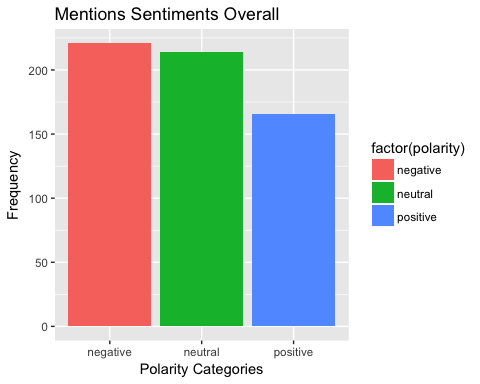 Mentions Sentiments Overall
Frequency
200
150
100
50
0
negative neutral positive
Polarity Categories
factor(polarity)
negative
neutral
positive